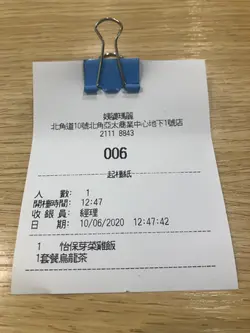 北角道10號北角亞太商業中心地下1號店
2111 8843
006
人 數: 1
開檯時間: 12:47
收銀員: 經理
日 期: 10/06/2020 12:47:42
1 怡保芽菜雞飯
1套餐烏龍茶